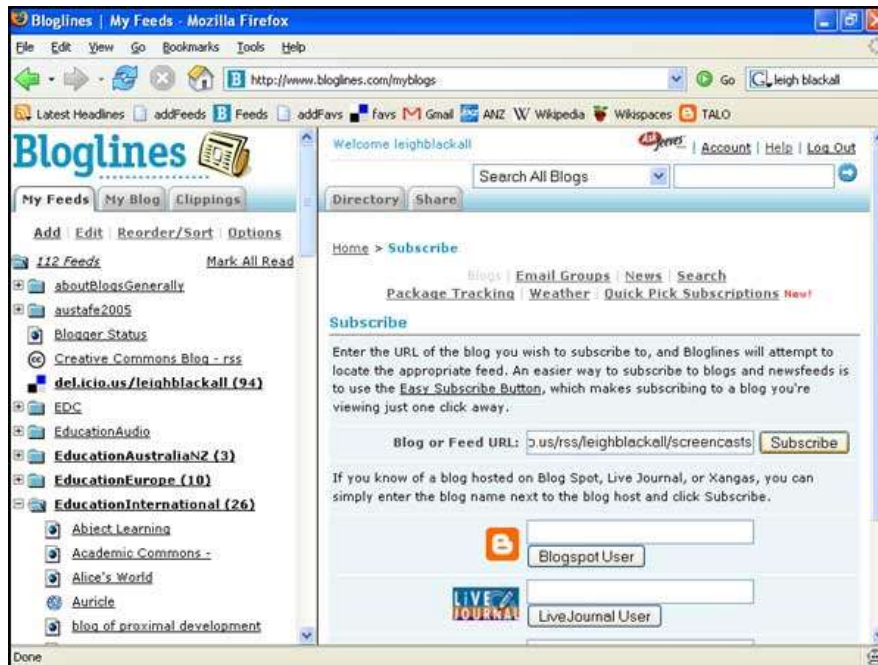 Bloglines | My Feeds - Mozilla Firefox
File Edit View Go Bookmarks Tools Help
http://www.bloglines.com/myblogs Go leigh blackall
Latest Headlines addFeeds Feeds addFavs favs Gmail ANZ Wikipedia Wikispaces TALO
Bloglines
My Feeds My Blog Clippings
Add | Edit | Reorder/Sort | Options
112 Feeds Mark All Read
aboutBlogsGenerally
austafe2005
Blogger Status
Creative Commons Blog - rss
del.icio.us/leighblackall (94)
EDC
EducationAudio
EducationAustraliaNZ (3)
EducationEurope (10)
EducationInternational (26)
Abject Learning
Academic Commons -
Alice's World
Auricle
blog of proximal development
Welcome leighblackall
Ask Jeeves | Account | Help | Log Out
Search All Blogs
Directory Share
Home > Subscribe
Blogs | Email Groups | News | Search
Package Tracking | Weather | Quick Pick Subscriptions New!
Subscribe
Enter the URL of the blog you wish to subscribe to, and Bloglines will attempt to
locate the appropriate feed. An easier way to subscribe to blogs and newsfeeds is
to use the Easy Subscribe Button, which makes subscribing to a blog you're
viewing just one click away.
Blog or Feed URL: o.us/rss/leighblackall/screencasts Subscribe
If you know of a blog hosted on Blog Spot, Live Journal, or Xangas, you can
simply enter the blog name next to the blog host and click Subscribe.
Blogspot User
LIVE JOURNAL
LiveJournal User
Done